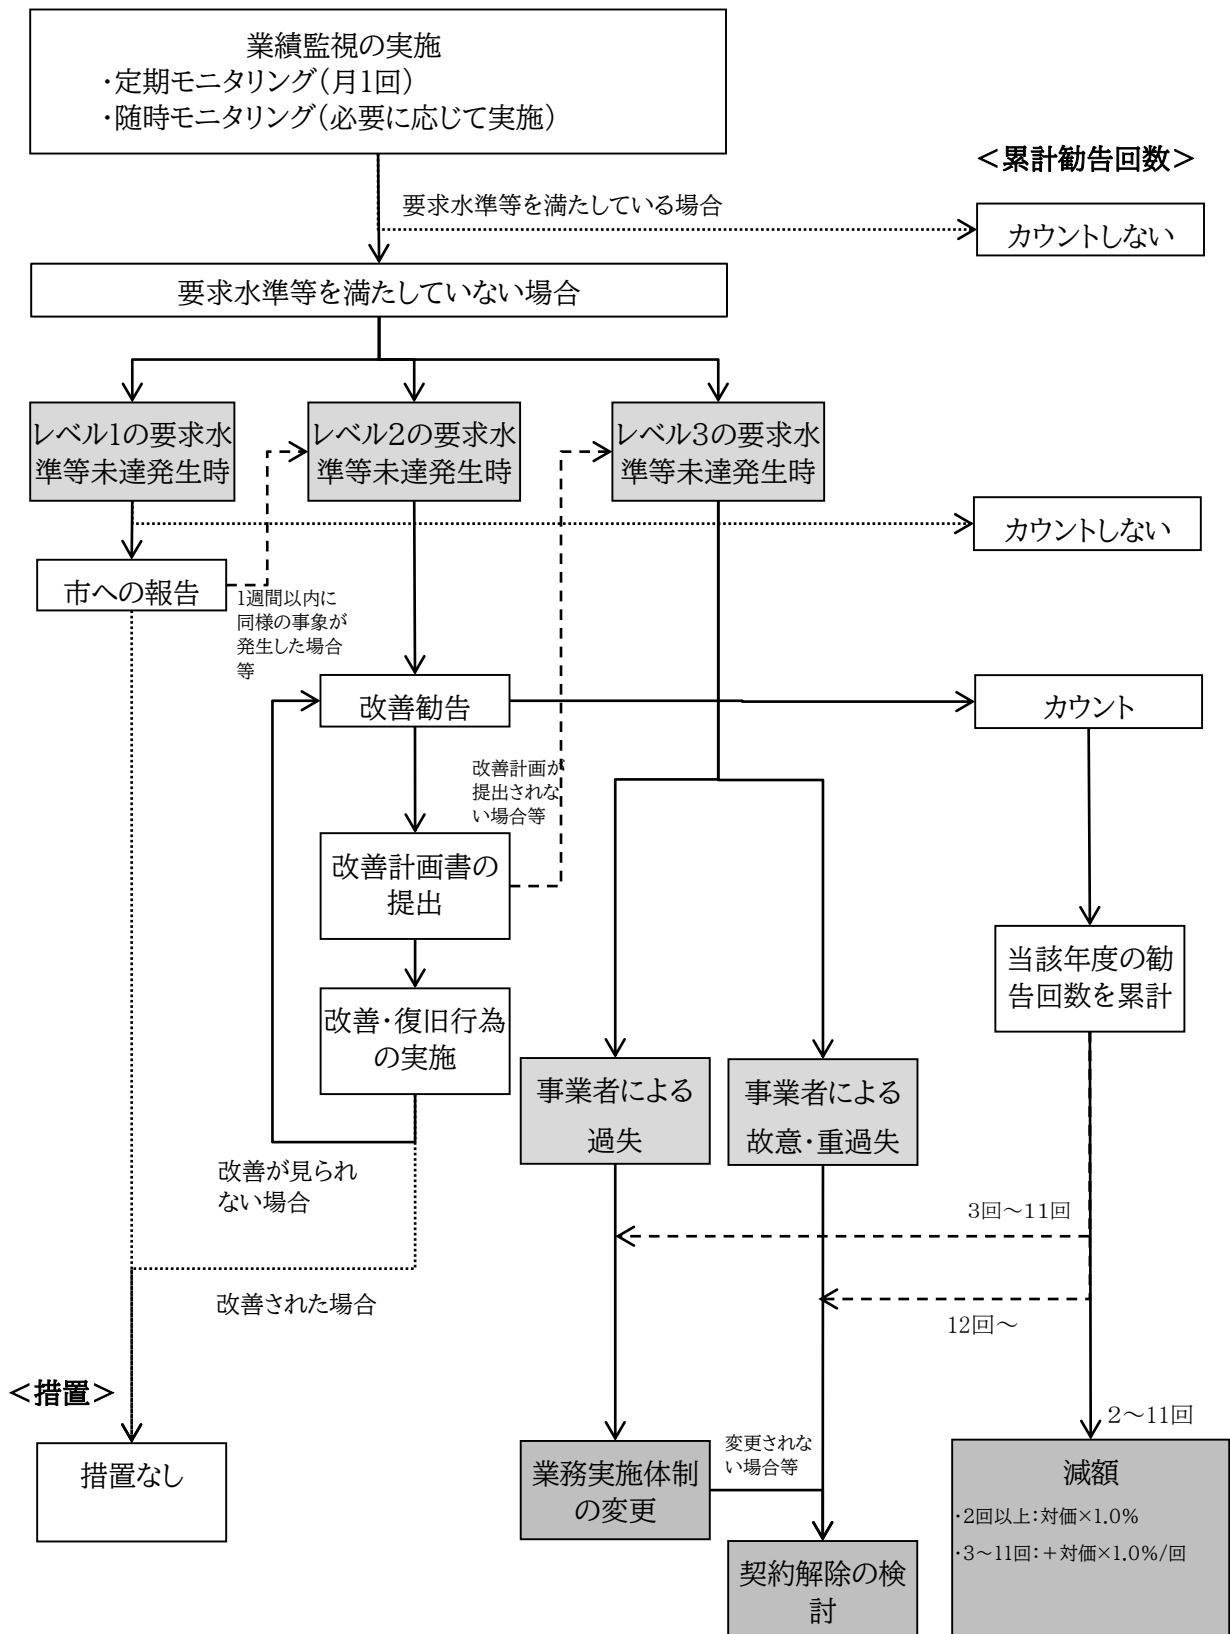 業績監視の実施
・定期モニタリング(月1回)
・随時モニタリング(必要に応じて実施)
＜累計勧告回数＞
要求水準等を満たしている場合
カウントしない
要求水準等を満たしていない場合
レベル1の要求水
準等未達発生時
レベル2の要求水
準等未達発生時
レベル3の要求水
準等未達発生時
カウントしない
市への報告
1週間以内に
同様の事象が
発生した場合
等
改善勧告
カウント
改善計画が
提出されな
い場合等
改善計画書の
提出
当該年度の勧
告回数を累計
改善・復旧行為
の実施
事業者による
過失
事業者による
故意・重過失
改善が見られ
ない場合
3回～11回
改善された場合
12回～
＜措置＞
2～11回
措置なし
業務実施体制
の変更
変更されな
い場合等
減額
・2回以上：対価×1.0%
・3～11回：＋対価×1.0%/回
契約解除の検
討